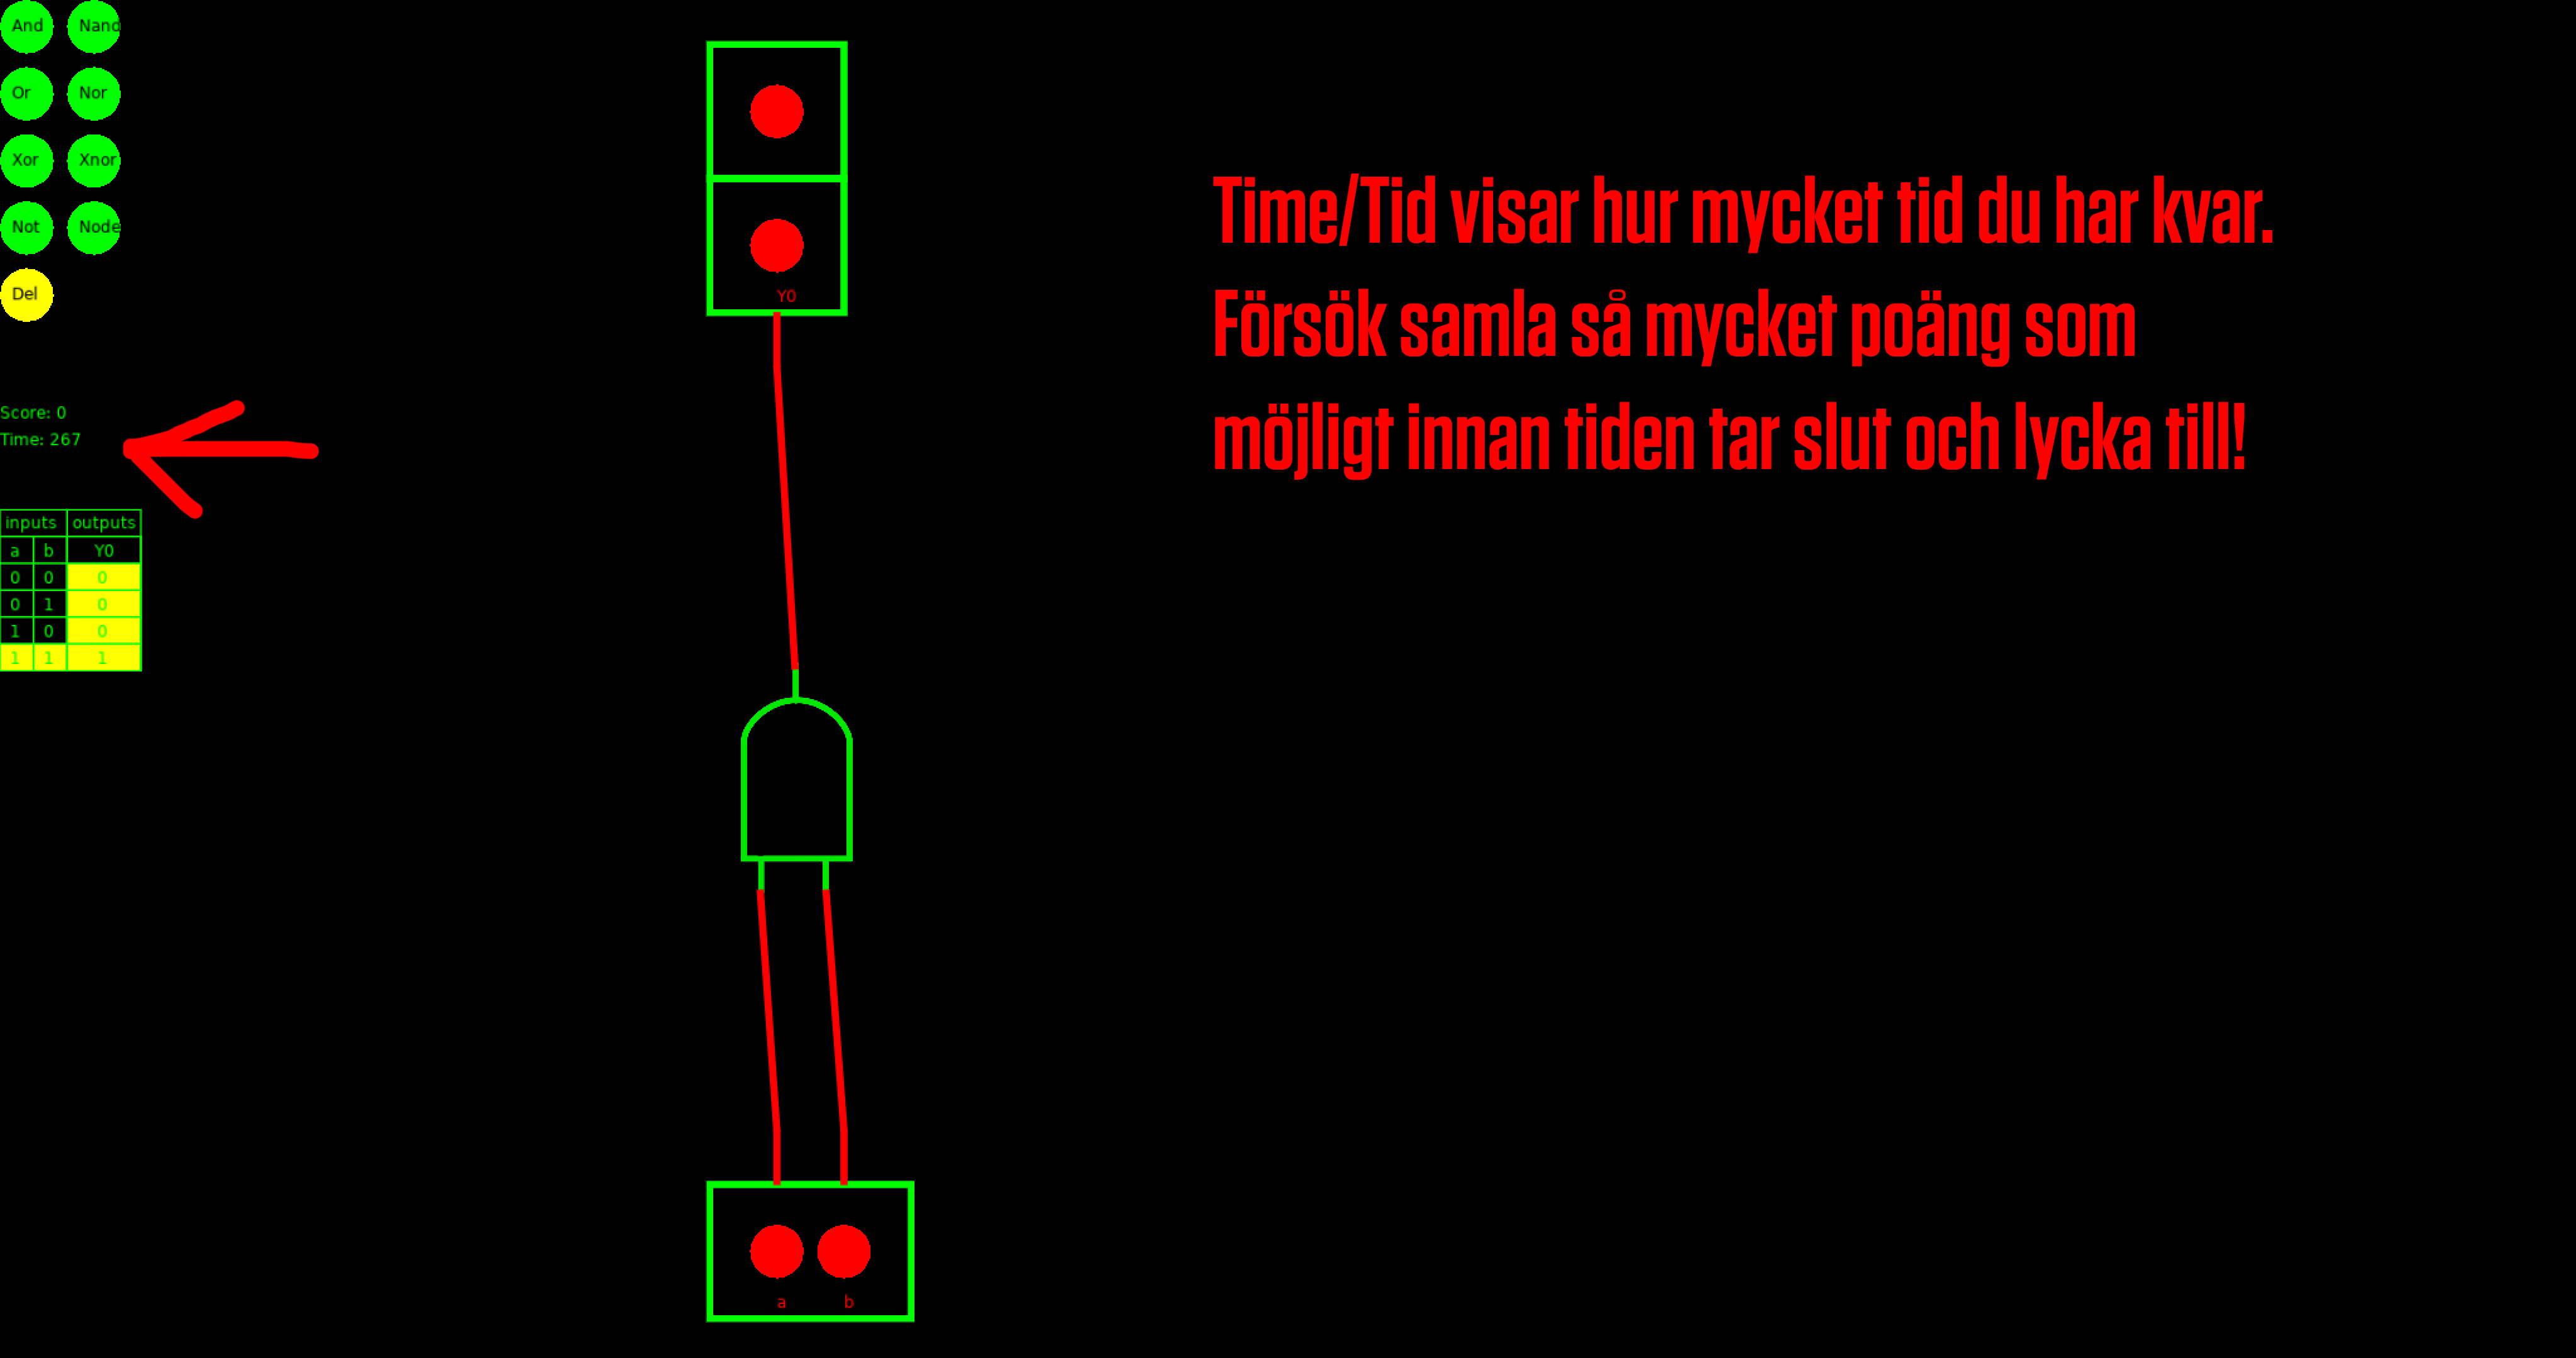 And Nand
Or Nor
Xor Xnor
Not Node
Del
Score: 0
Time: 267
inputs outputs
a b Y0
0 0 0
0 1 0
1 0 0
1 1 1
Y0
a b
Time/Tid visar hur mycket tid du har kvar.
Försök samla så mycket poäng som
möjligt innan tiden tar slut och lycka till!